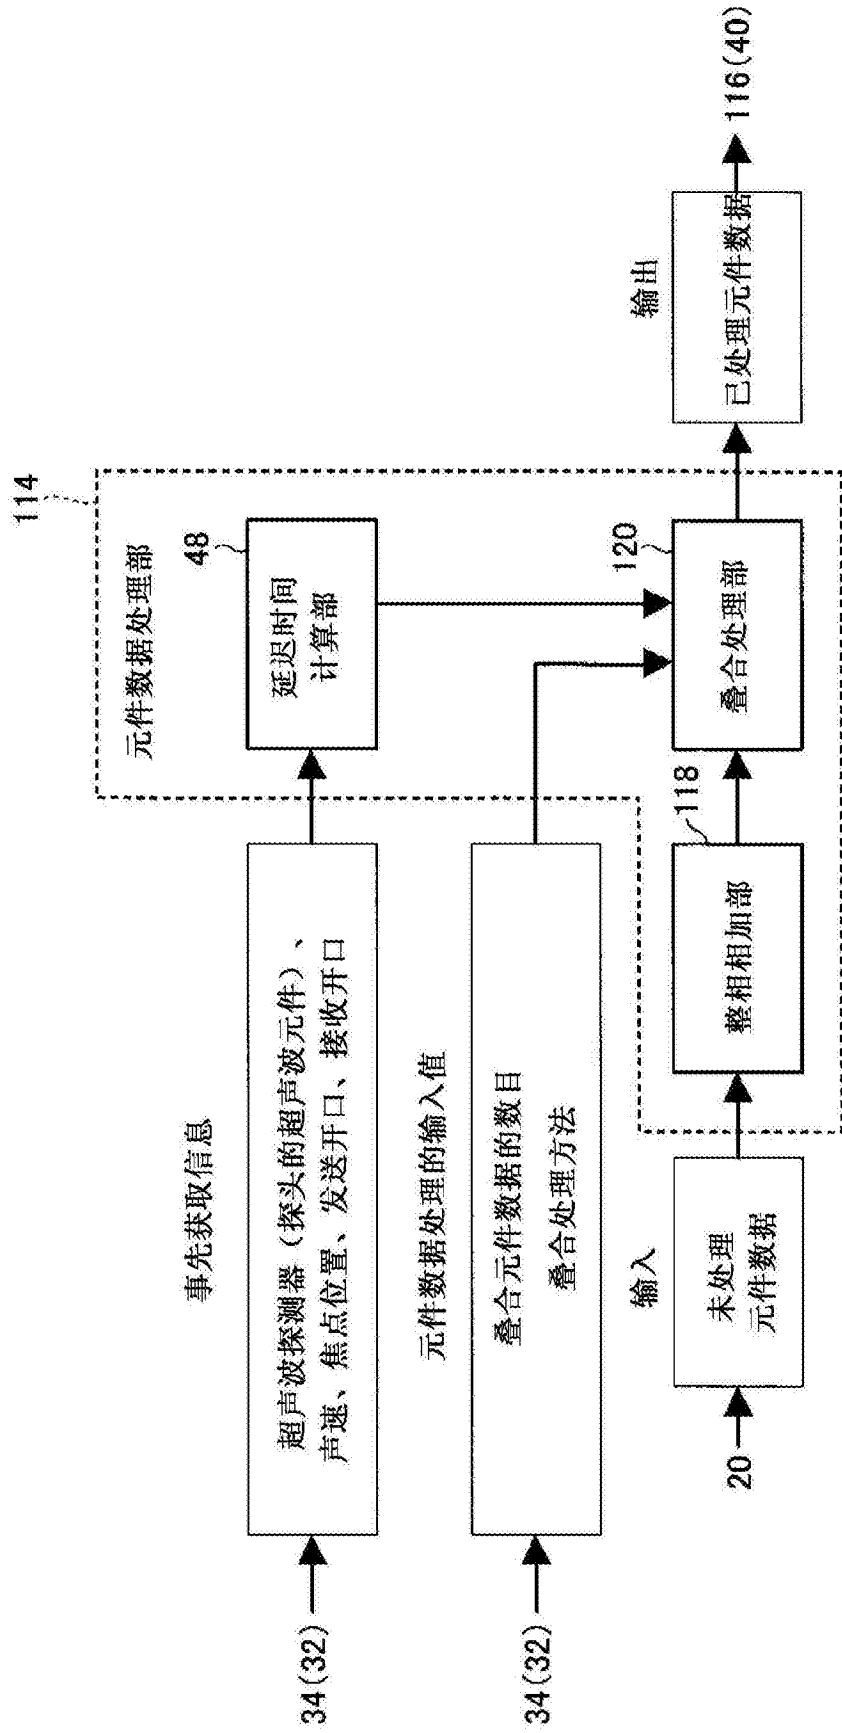 114
元件数据处理部
事先获取信息
34(32)
超声波探测器（探头的超声波元件）、
声速、焦点位置、发送开口、接收开口
48
延迟时间
计算部
元件数据处理的输入值
34(32)
叠合元件数据的数目
叠合处理方法
输入
20
未处理
元件数据
118
整相相加部
120
叠合处理部
输出
已处理元件数据
116(40)